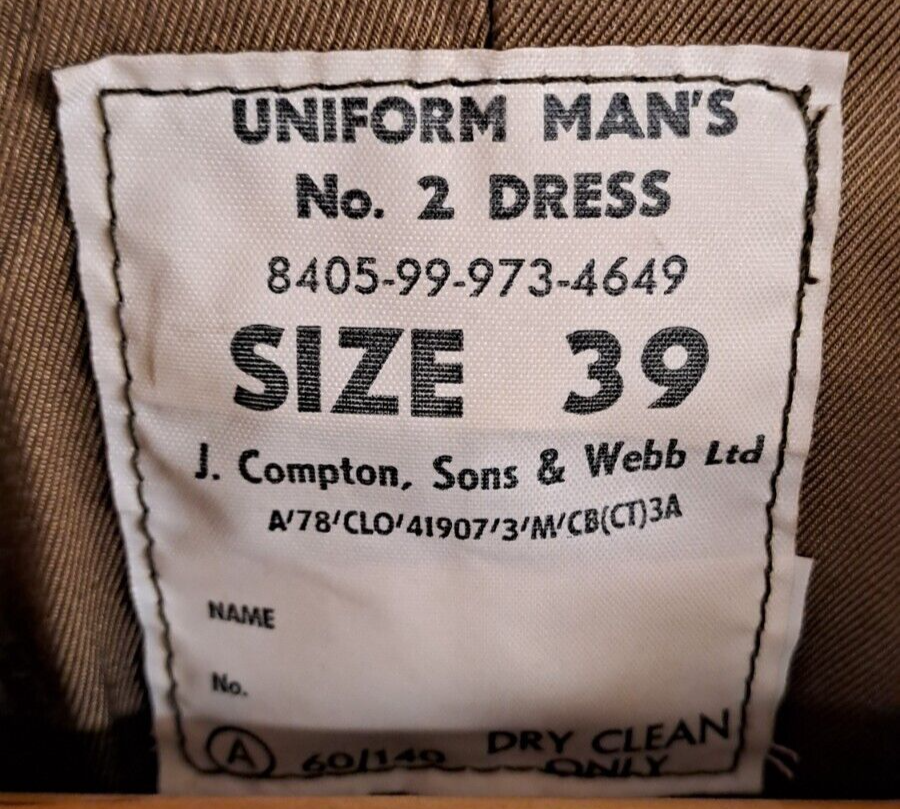 UNIFORM MAN'S
No. 2 DRESS
8405-99-973-4649
SIZE 39
J. Compton, Sons & Webb Ltd
A/78/CLO/41907/3/M/CB(CT)3A
NAME
No.
A 60/140 DRY CLEAN
ONLY